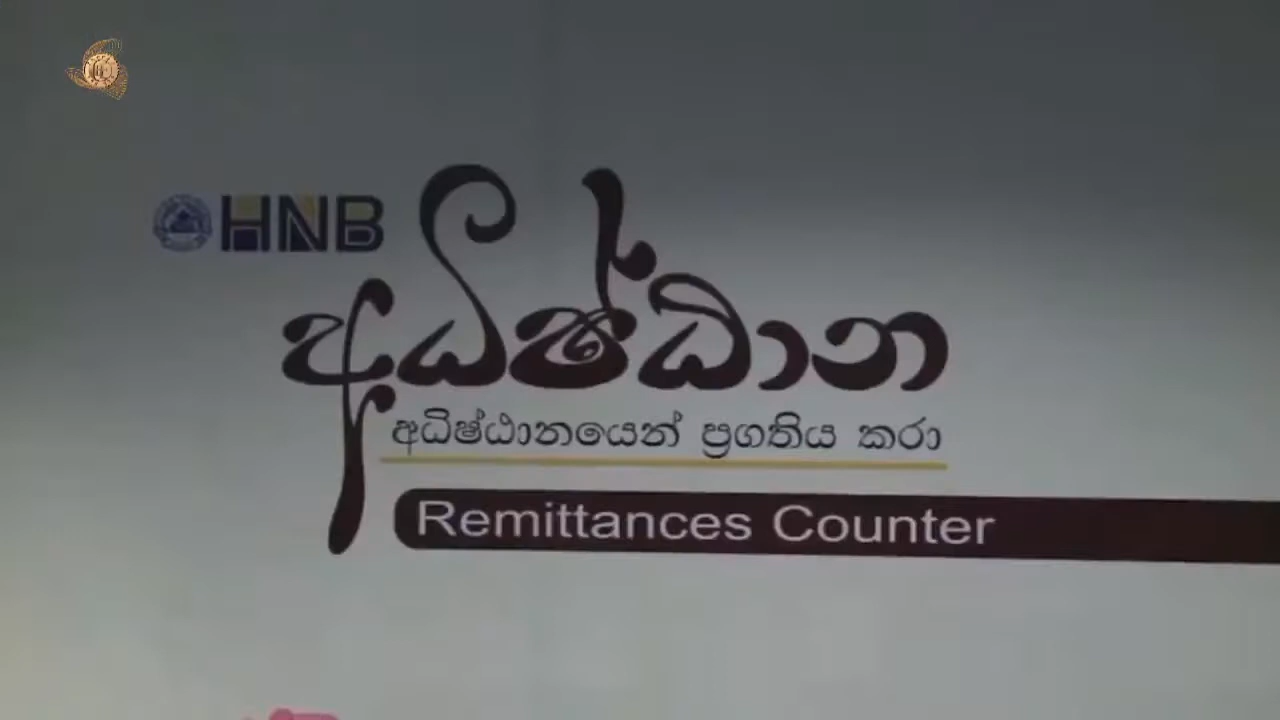 HNB
අධිෂ්ඨාන
අධිෂ්ඨානයෙන් ප්‍රගතිය කරා
Remittances Counter